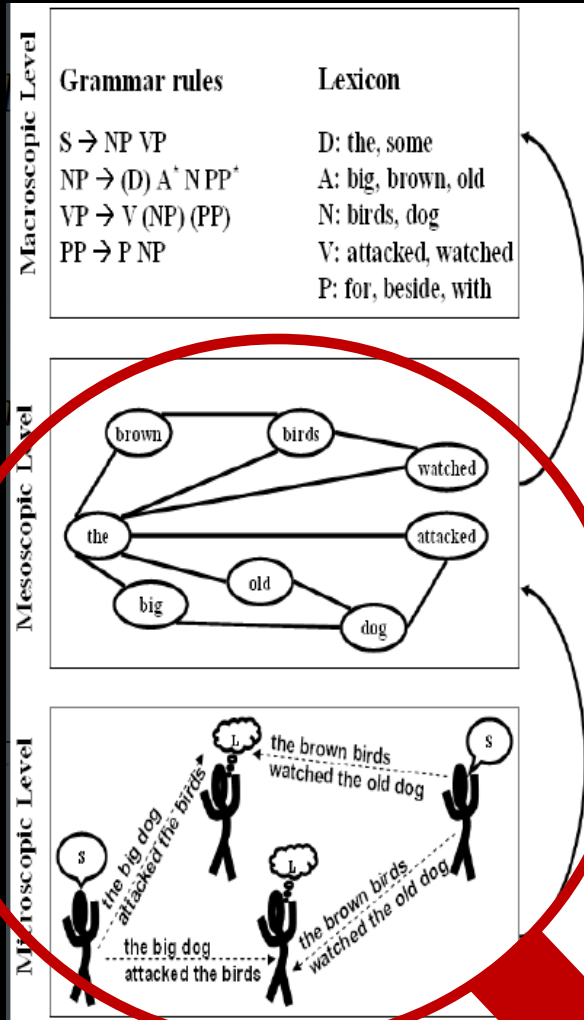 Macroscopic Level
Grammar rules
S → NP VP
NP → (D) A* N PP*
VP → V (NP) (PP)
PP → P NP
Lexicon
D: the, some
A: big, brown, old
N: birds, dog
V: attacked, watched
P: for, beside, with
Mesoscopic Level
brown
birds
watched
the
attacked
old
big
dog
Microscopic Level
L
S
the brown birds
watched the old dog
the big dog
attacked the birds
S
L
the brown birds
watched the old dog
the big dog
attacked the birds